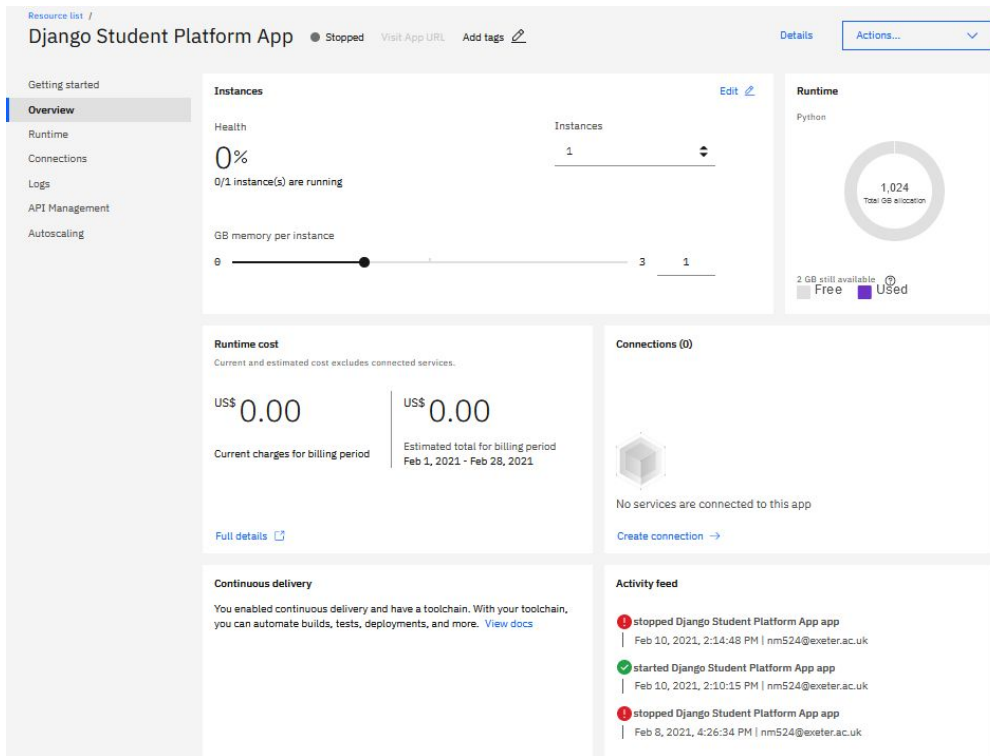 Resource list /
Django Student Platform App Stopped Visit App URL Add tags Details Actions...
Getting started
Overview
Runtime
Connections
Logs
API Management
Autoscaling
Instances Edit
Health
0%
0/1 instance(s) are running
Instances
1
GB memory per instance
0 3 1
Runtime
Python
1,024
Total GB allocation
2 GB still available
Free Used
Runtime cost
Current and estimated cost excludes connected services.
US$ 0.00
Current charges for billing period
US$ 0.00
Estimated total for billing period
Feb 1, 2021 - Feb 28, 2021
Full details
Connections (0)
No services are connected to this app
Create connection
Continuous delivery
You enabled continuous delivery and have a toolchain. With your toolchain,
you can automate builds, tests, deployments, and more. View docs
Activity feed
stopped Django Student Platform App app
Feb 10, 2021, 2:14:48 PM | nm524@exeter.ac.uk
started Django Student Platform App app
Feb 10, 2021, 2:10:15 PM | nm524@exeter.ac.uk
stopped Django Student Platform App app
Feb 8, 2021, 4:26:34 PM | nm524@exeter.ac.uk